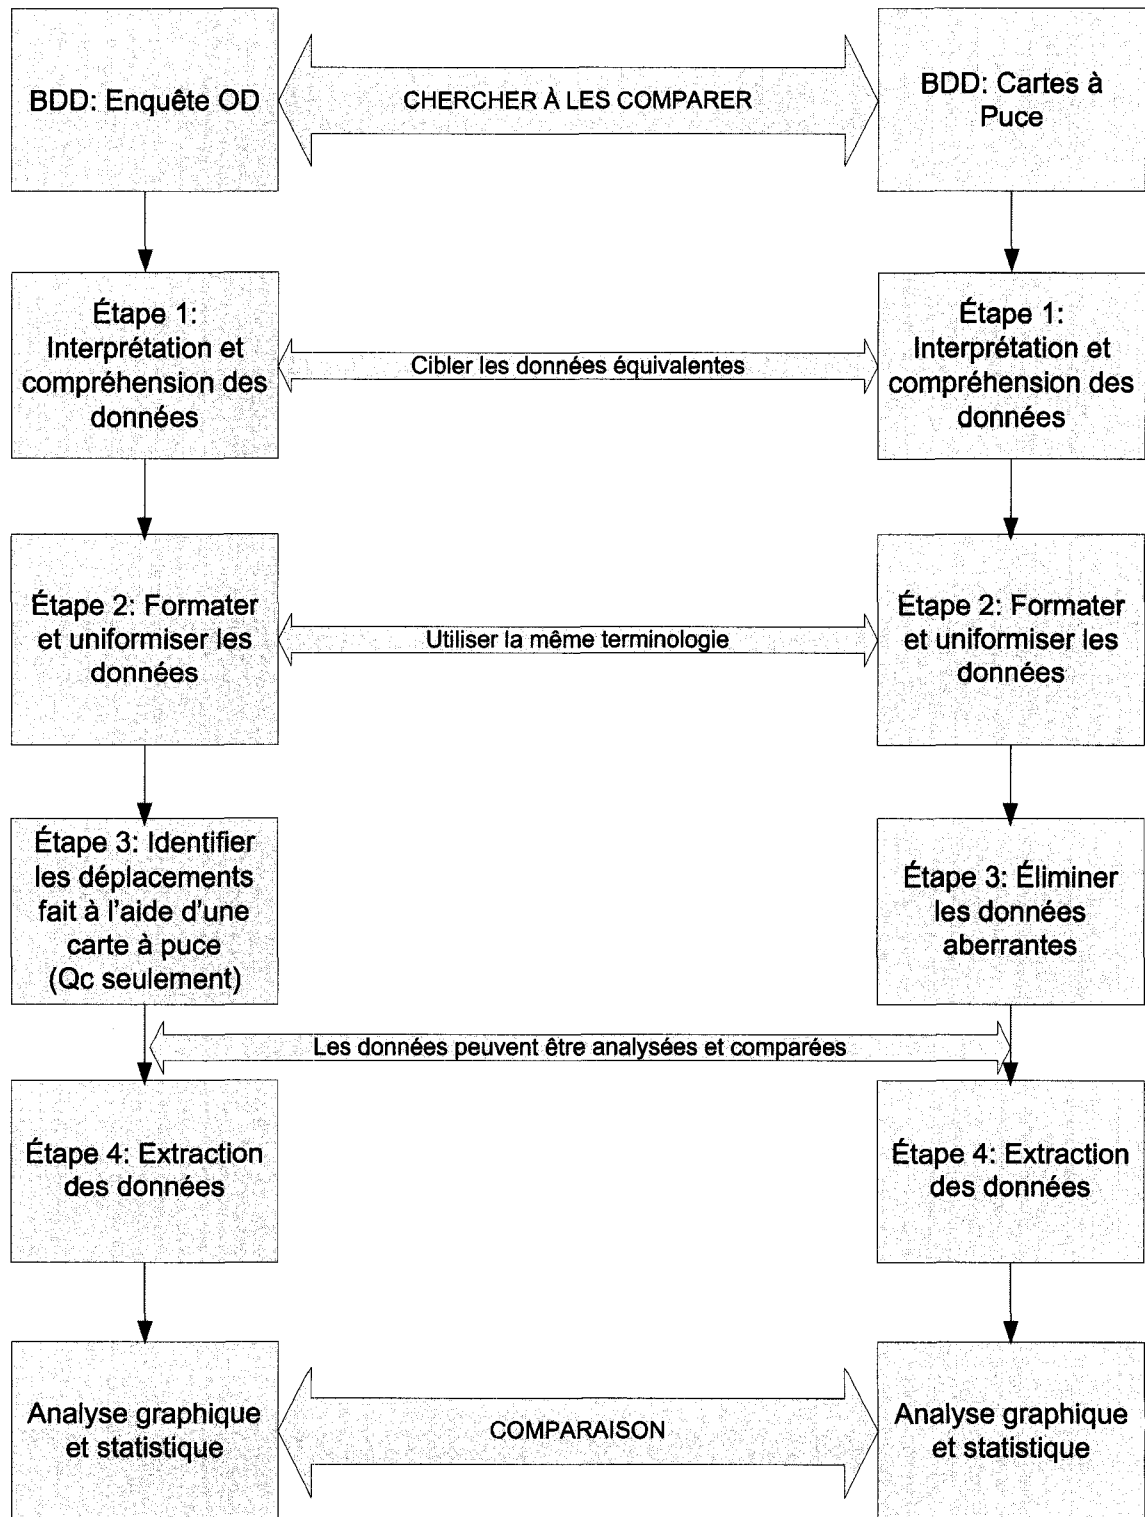 BDD: Enquête OD
CHERCHER À LES COMPARER
BDD: Cartes à
Puce
Étape 1:
Interprétation et
compréhension des
données
Cibler les données équivalentes
Étape 1:
Interprétation et
compréhension des
données
Étape 2: Formater
et uniformiser les
données
Utiliser la même terminologie
Étape 2: Formater
et uniformiser les
données
Étape 3: Identifier
les déplacements
fait à l'aide d'une
carte à puce
(Qc seulement)
Étape 3: Éliminer
les données
aberrantes
Les données peuvent être analysées et comparées
Étape 4: Extraction
des données
Étape 4: Extraction
des données
Analyse graphique
et statistique
COMPARAISON
Analyse graphique
et statistique